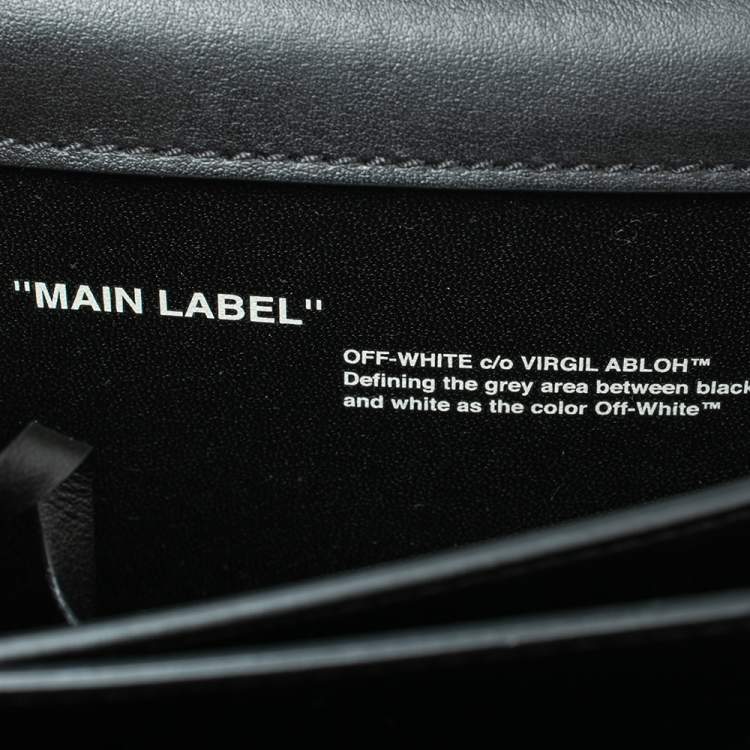 "MAIN LABEL"
OFF-WHITE c/o VIRGIL ABLOH™
Defining the grey area between black
and white as the color Off-White™